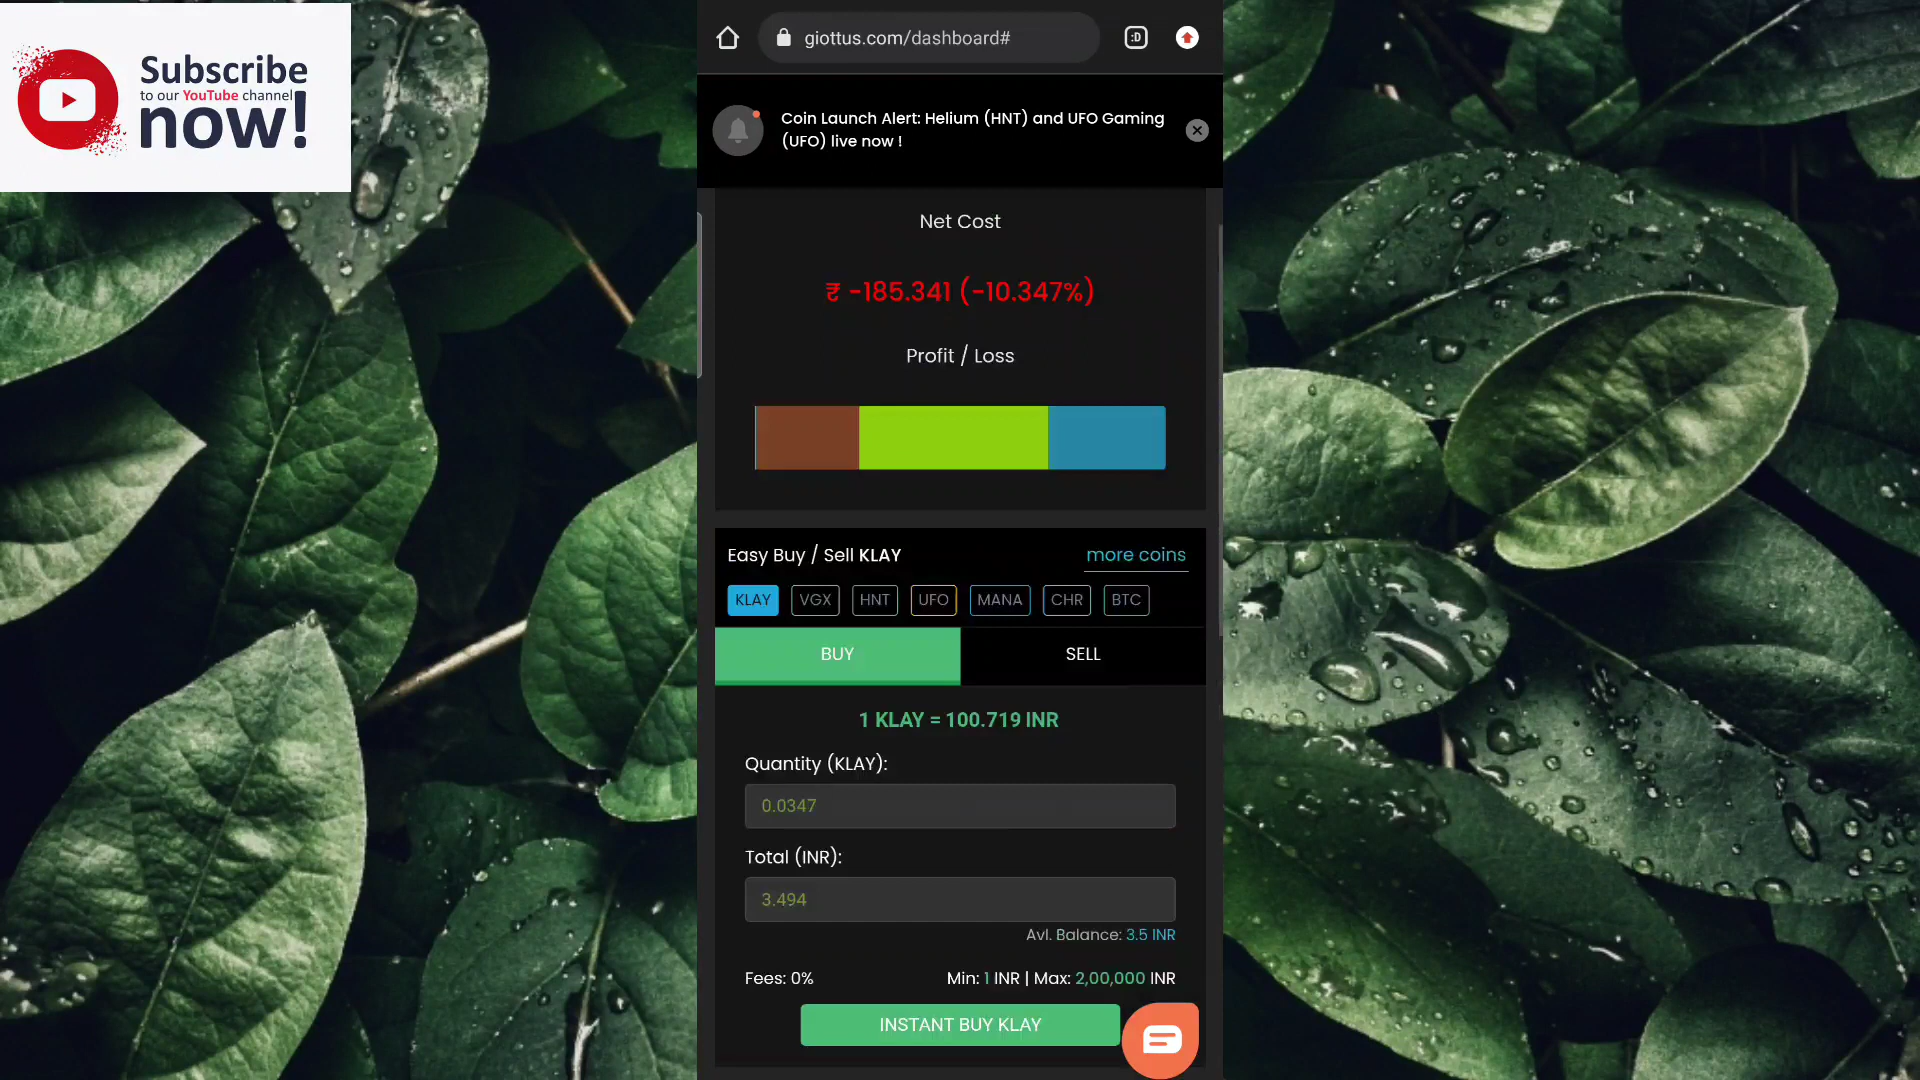 Subscribe
to our YouTube channel
now!
giottus.com/dashboard#
:D
Coin Launch Alert: Helium (HNT) and UFO Gaming
(UFO) live now !
Net Cost
₹ -185.341 (-10.347%)
Profit / Loss
Easy Buy / Sell KLAY
more coins
KLAY VGX HNT UFO MANA CHR BTC
BUY SELL
1 KLAY = 100.719 INR
Quantity (KLAY):
0.0347
Total (INR):
3.494
Avl. Balance: 3.5 INR
Fees: 0% Min: 1 INR | Max: 2,00,000 INR
INSTANT BUY KLAY